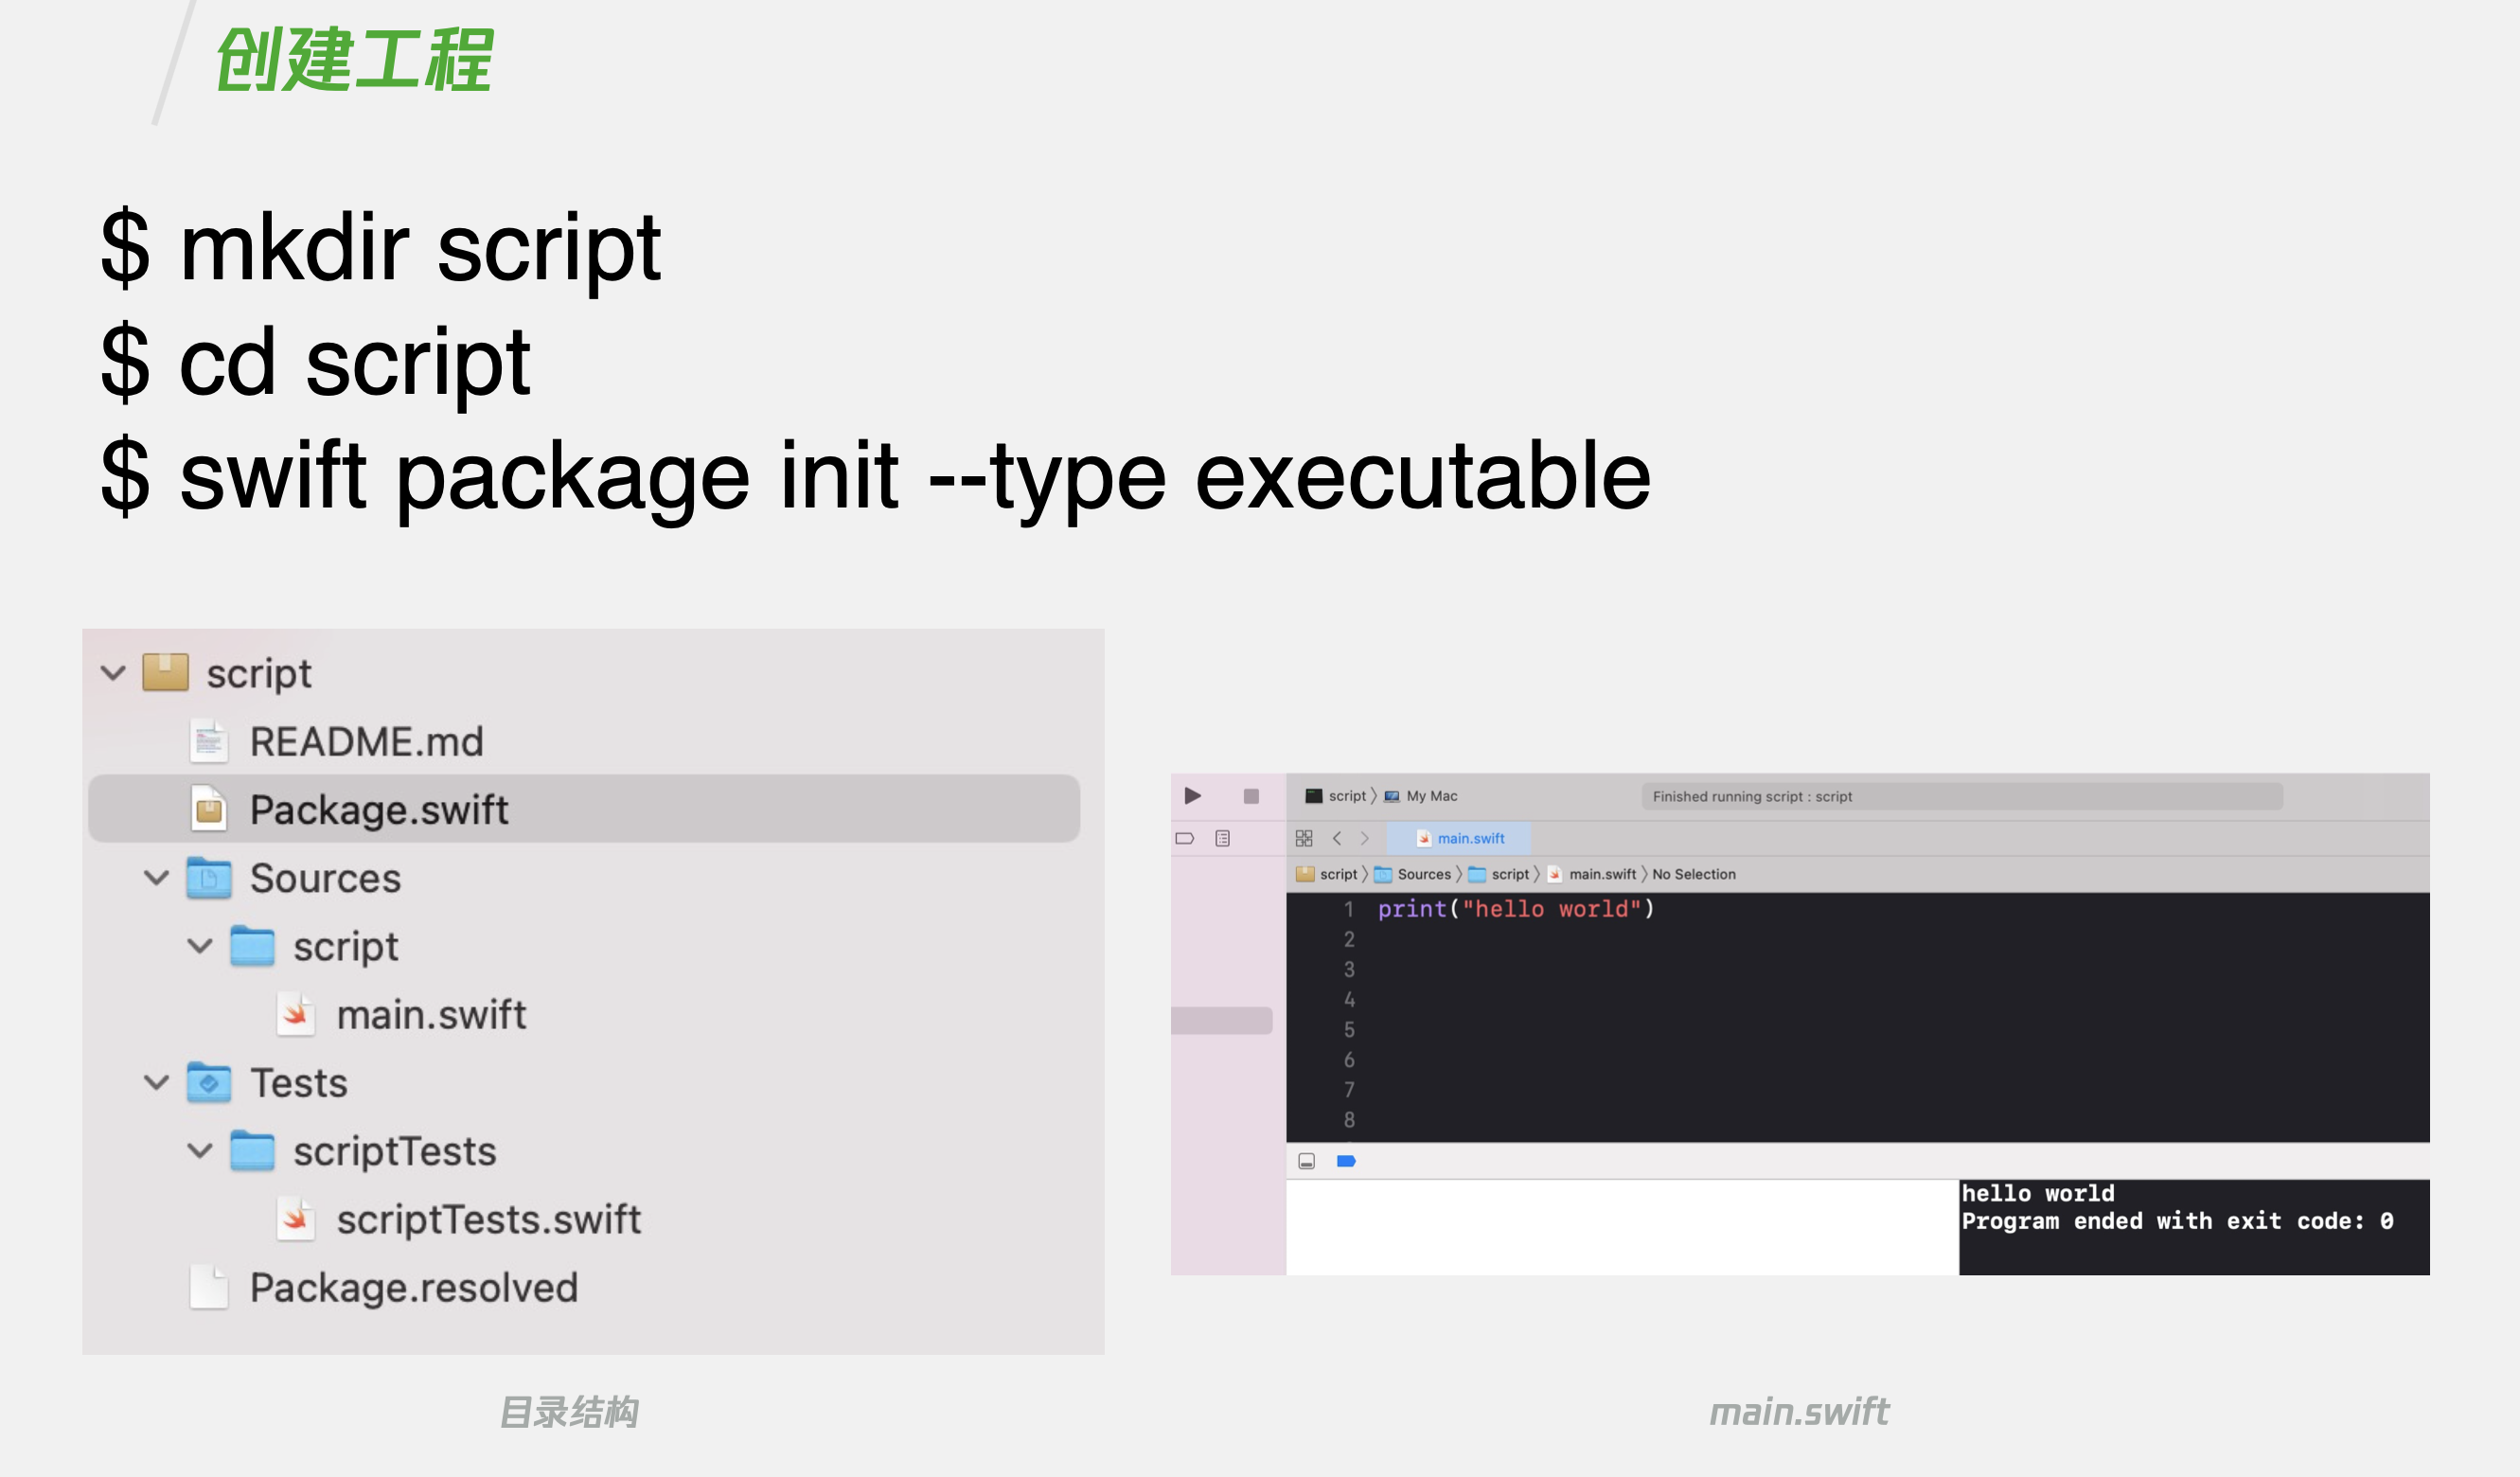 创建工程
$ mkdir script
$ cd script
$ swift package init --type executable
script
README.md
Package.swift
Sources
script
main.swift
Tests
scriptTests
scriptTests.swift
Package.resolved
目录结构
script 〉 My Mac
Finished running script : script
main.swift
script 〉 Sources 〉 script 〉 main.swift 〉 No Selection
1 print("hello world")
2
3
4
5
6
7
8
hello world
Program ended with exit code: 0
main.swift